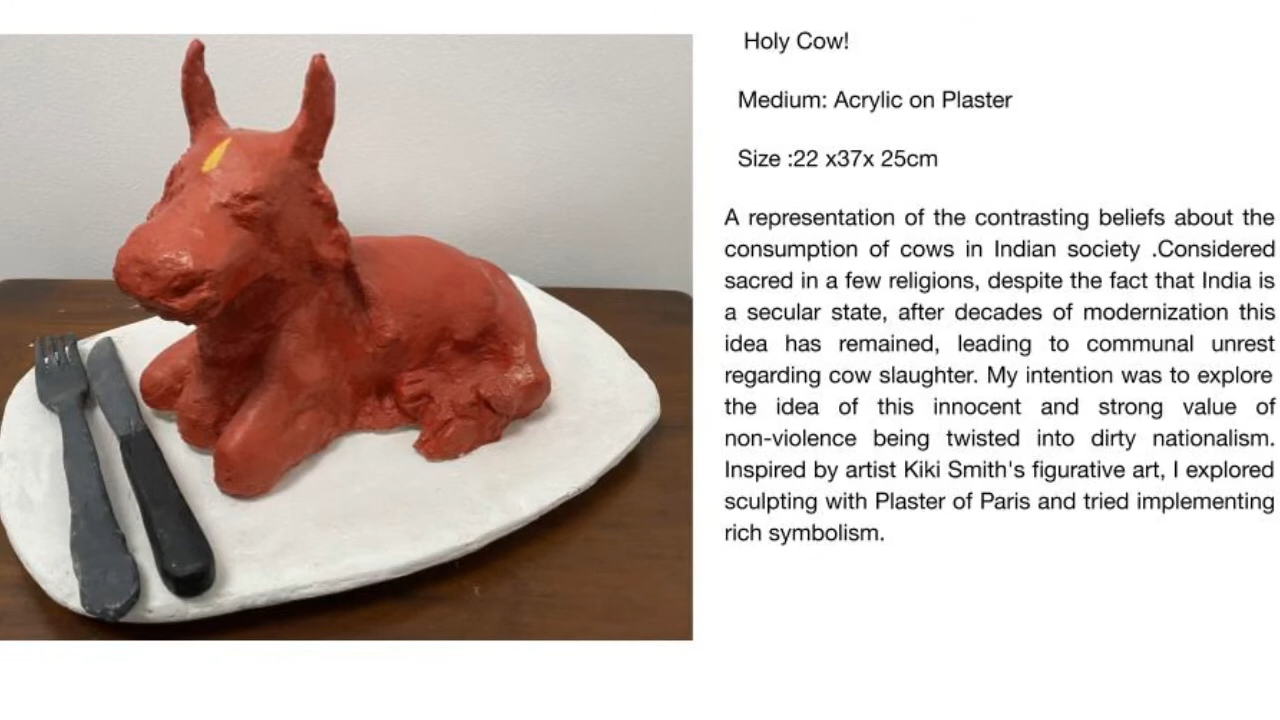 Holy Cow!
Medium: Acrylic on Plaster
Size :22 x37x 25cm
A representation of the contrasting beliefs about the
consumption of cows in Indian society .Considered
sacred in a few religions, despite the fact that India is
a secular state, after decades of modernization this
idea has remained, leading to communal unrest
regarding cow slaughter. My intention was to explore
the idea of this innocent and strong value of
non-violence being twisted into dirty nationalism.
Inspired by artist Kiki Smith's figurative art, I explored
sculpting with Plaster of Paris and tried implementing
rich symbolism.